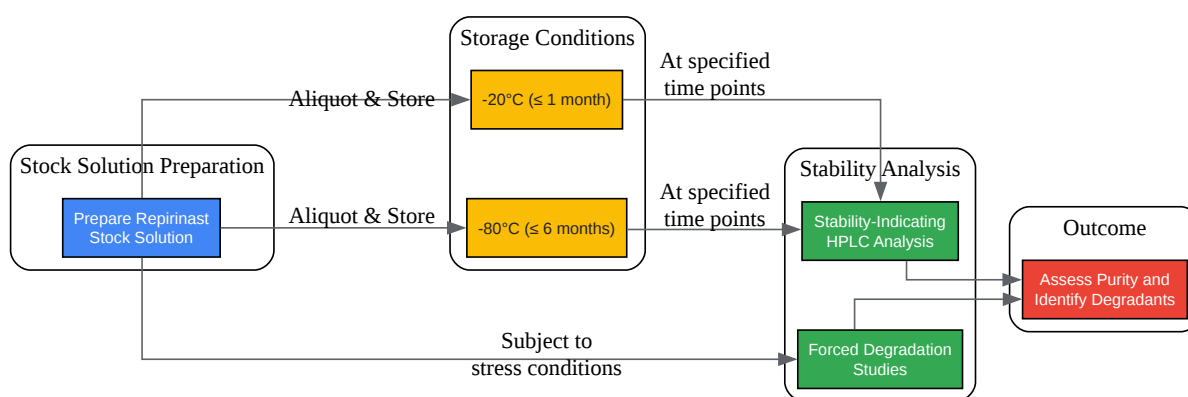 Stock Solution Preparation
Prepare Repirinast
Stock Solution
Aliquot & Store
Aliquot & Store
Subject to
stress conditions
Storage Conditions
-20°C (≤ 1 month)
-80°C (≤ 6 months)
At specified
time points
At specified
time points
Stability Analysis
Stability-Indicating
HPLC Analysis
Forced Degradation
Studies
Outcome
Assess Purity and
Identify Degradants